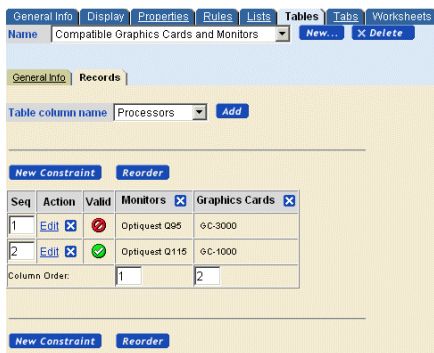 General Info Display Properties Rules Lists Tables Tabs Worksheets
Name Compatible Graphics Cards and Monitors New... X Delete
General Info Records
Table column name Processors Add
New Constraint Reorder
Seq Action Valid Monitors Graphics Cards
1 Edit Optiquest Q95 GC-3000
2 Edit Optiquest Q115 GC-1000
Column Order: 1 2
New Constraint Reorder